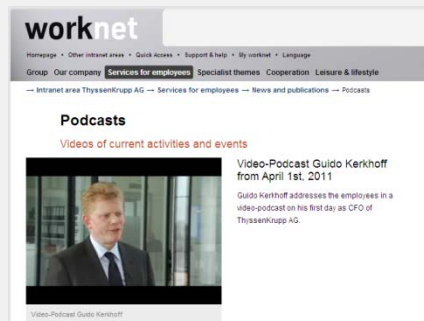 worknet
Homepage • Other intranet areas • Quick Access • Support & help • By worknet • Language
Group Our company Services for employees Specialist themes Cooperation Leisure & lifestyle
→ Intranet area ThyssenKrupp AG → Services for employees → News and publications → Podcasts
Podcasts
Videos of current activities and events
Video-Podcast Guido Kerkhoff
from April 1st, 2011
Guido Kerkhoff addresses the employees in a
video-podcast on his first day as CFO of
ThyssenKrupp AG.
Video-Podcast Guido Kerkhoff